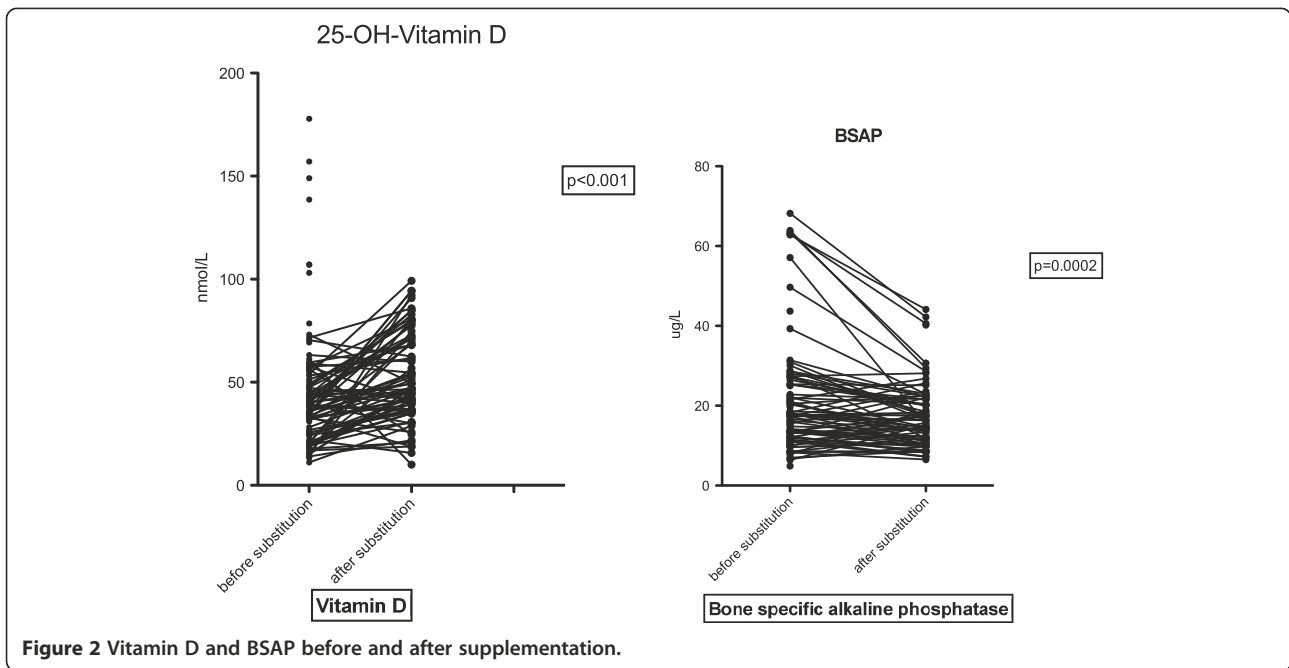 25-OH-Vitamin D
200
150
100
50
0
nmol/L
p<0.001
before substitution
after substitution
Vitamin D
BSAP
80
60
40
20
0
ug/L
p=0.0002
before substitution
after substitution
Bone specific alkaline phosphatase
Figure 2 Vitamin D and BSAP before and after supplementation.